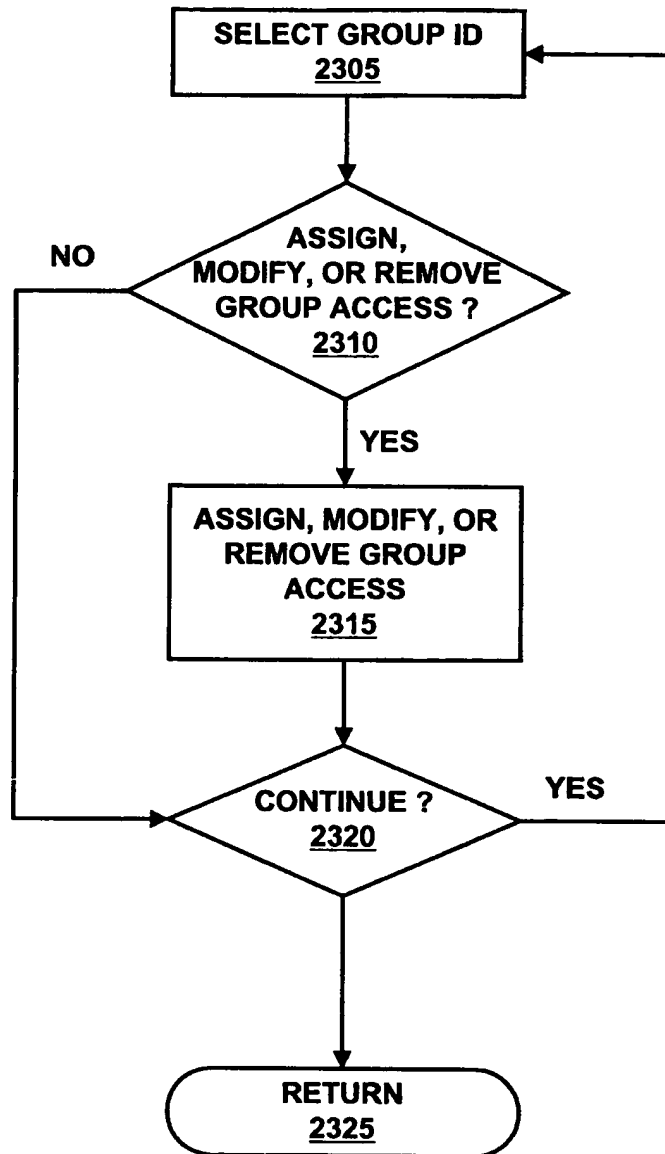 SELECT GROUP ID
2305
ASSIGN,
MODIFY, OR REMOVE
GROUP ACCESS ?
2310
NO
YES
ASSIGN, MODIFY, OR
REMOVE GROUP
ACCESS
2315
CONTINUE ?
2320
YES
RETURN
2325